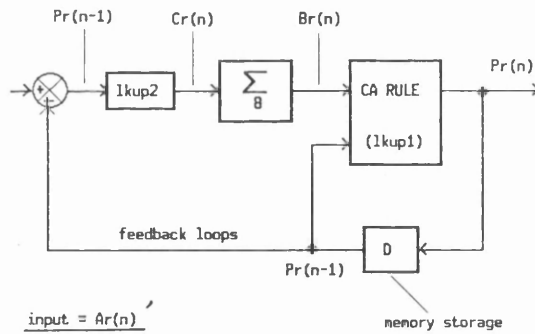 Pr(n-1) Cr(n) Br(n)
Pr(n)
+
-
lkup2
∑
8
CA RULE
(lkup1)
feedback loops
D
Pr(n-1)
input = Ar(n)
memory storage